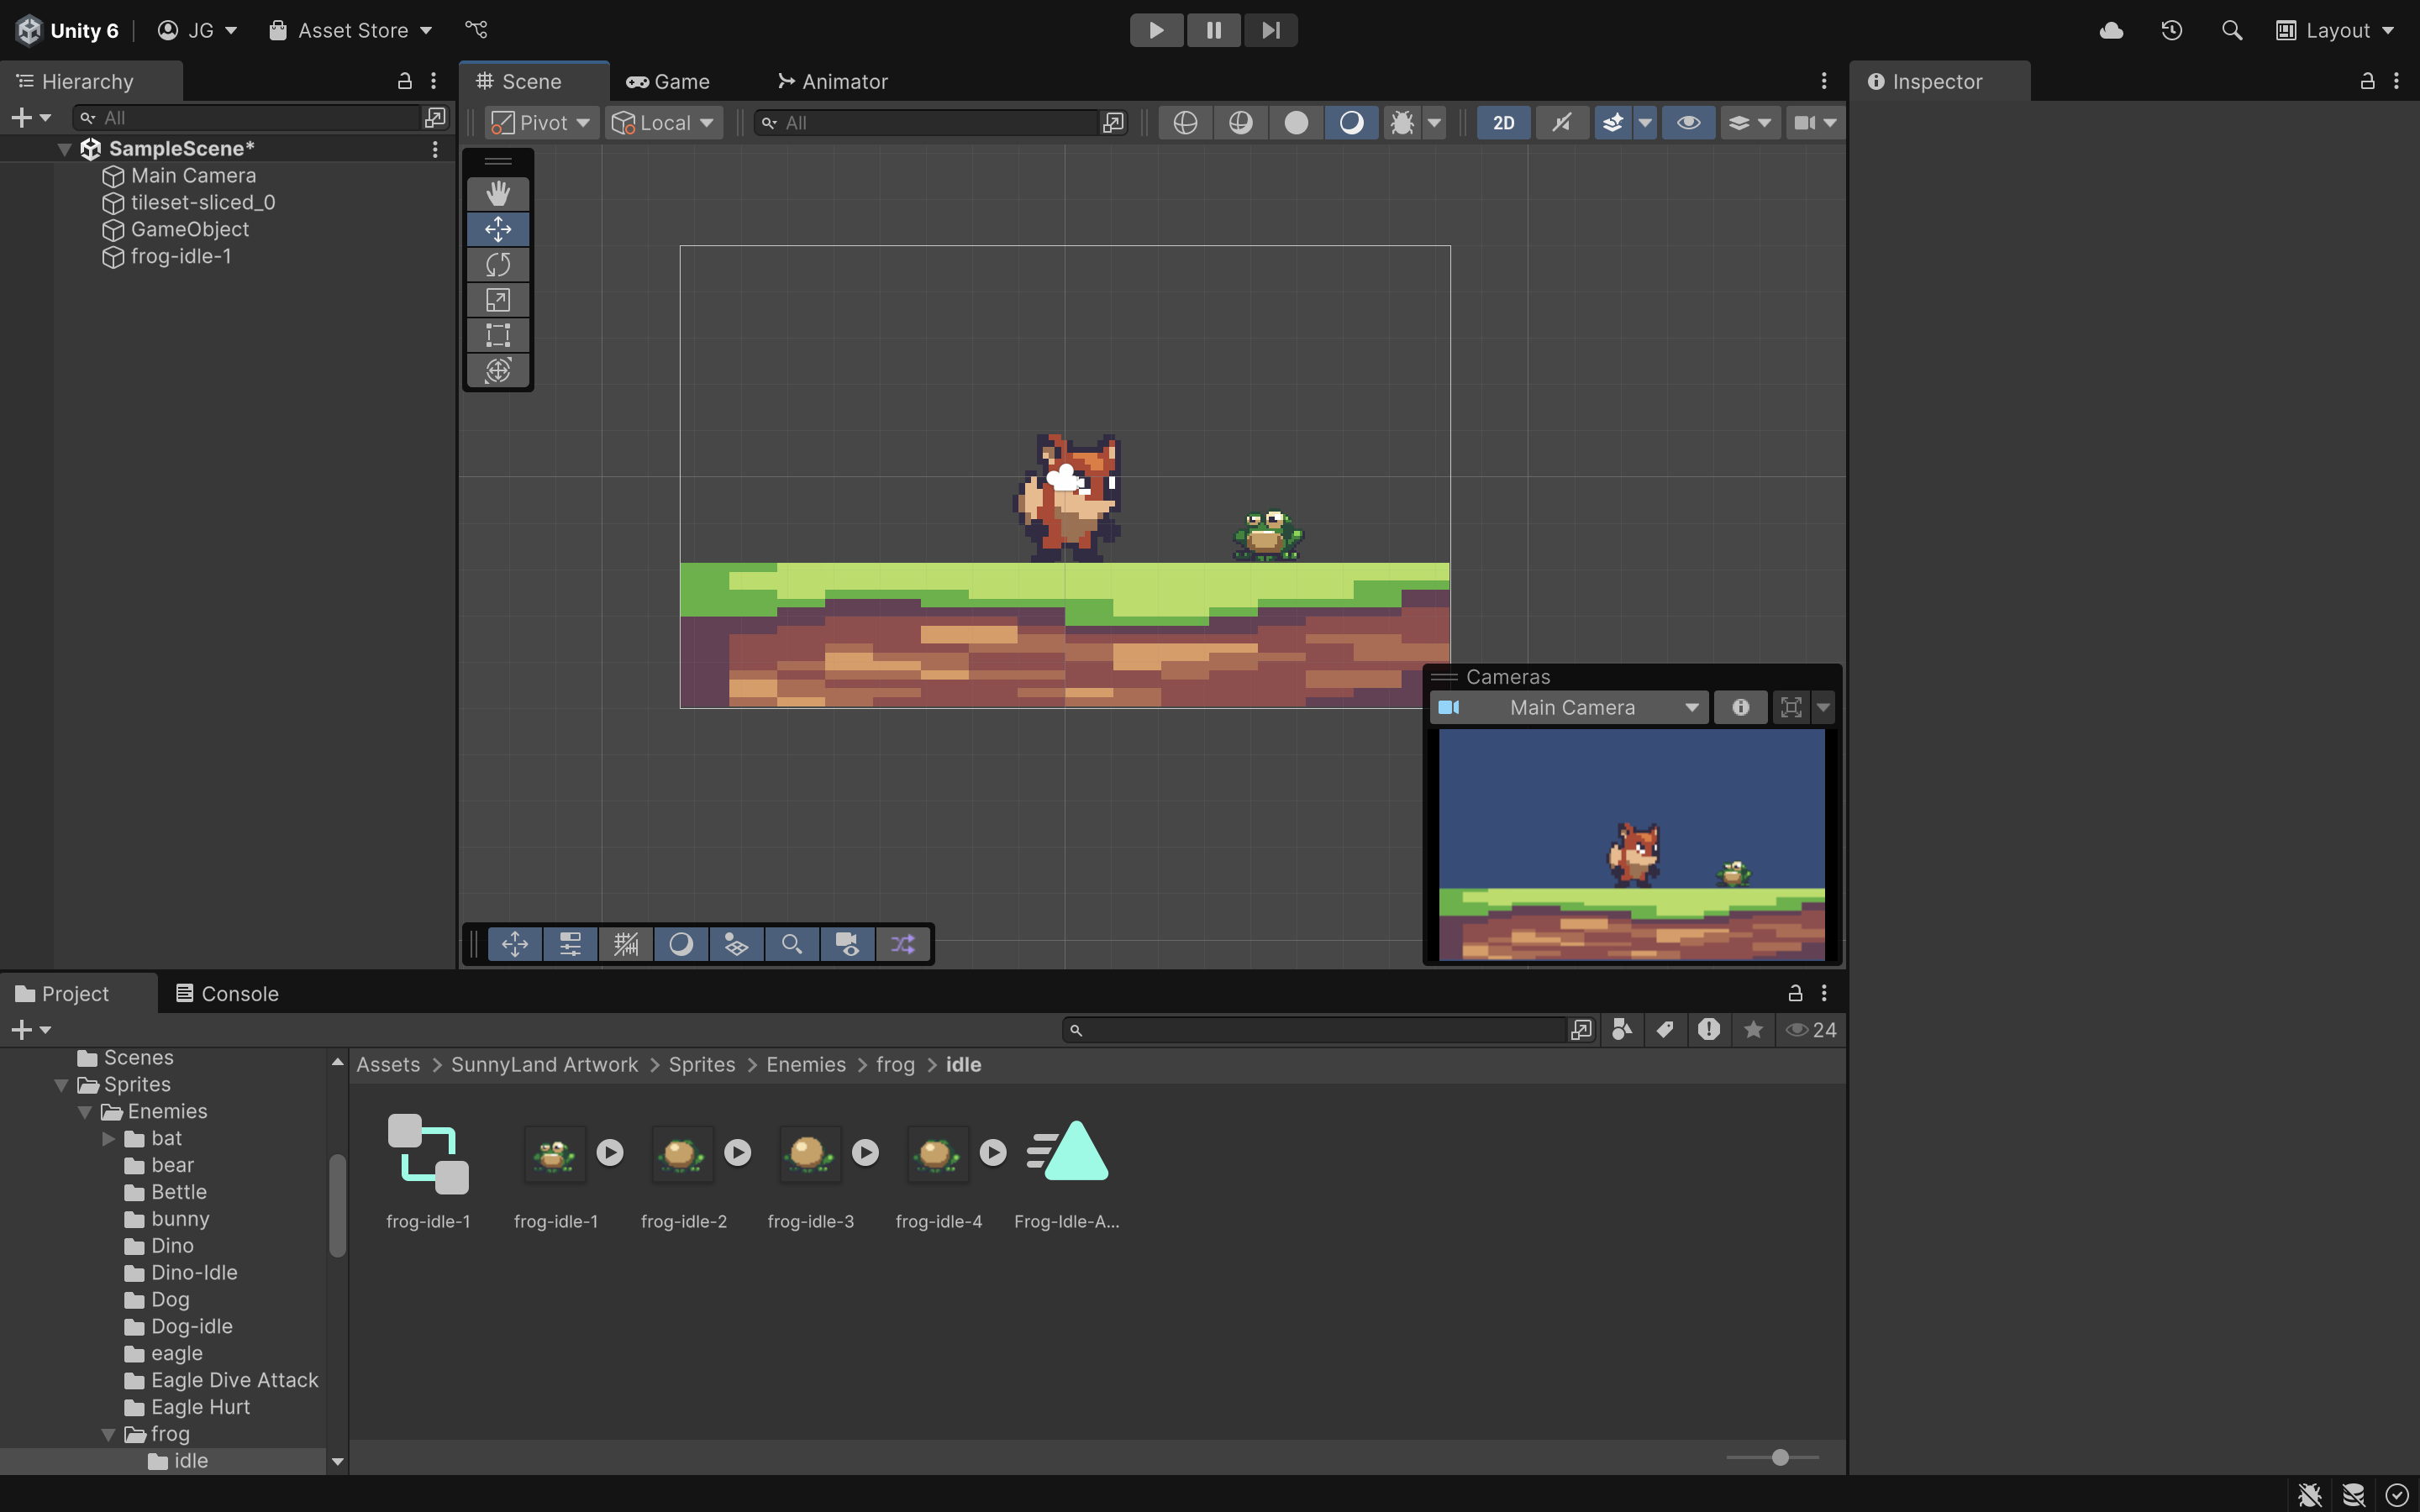 Unity 6
JG
Asset Store
Layout
Hierarchy
Scene
Game
Animator
Inspector
All
Pivot
Local
All
2D
SampleScene*
Main Camera
tileset-sliced_0
GameObject
frog-idle-1
Cameras
Main Camera
Project
Console
24
Scenes
Sprites
Enemies
bat
bear
Bettle
bunny
Dino
Dino-Idle
Dog
Dog-idle
eagle
Eagle Dive Attack
Eagle Hurt
frog
idle
Assets > SunnyLand Artwork > Sprites > Enemies > frog > idle
frog-idle-1
frog-idle-1
frog-idle-2
frog-idle-3
frog-idle-4
Frog-Idle-A...